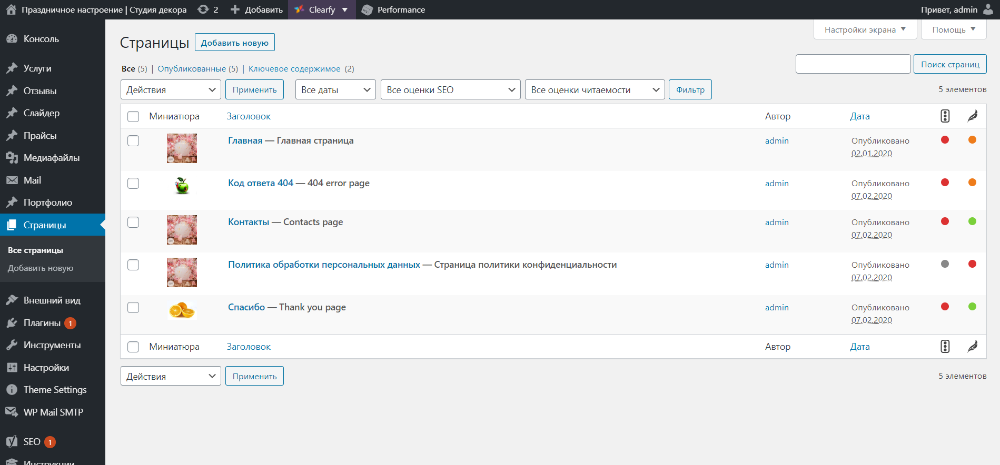 Праздничное настроение | Студия декора 2 Добавить Clearfy Performance Привет, admin
Консоль
Услуги
Отзывы
Слайдер
Прайсы
Медиафайлы
Mail
Портфолио
Страницы
Все страницы
Добавить новую
Внешний вид
Плагины 1
Инструменты
Настройки
Theme Settings
WP Mail SMTP
SEO 1
Инструкции
Настройки экрана Помощь
Страницы Добавить новую
Все (5) | Опубликованные (5) | Ключевое содержимое (2)
Поиск страниц
Действия Применить Все даты Все оценки SEO Все оценки читаемости Фильтр 5 элементов
Миниатюра Заголовок Автор Дата
Главная — Главная страница admin Опубликовано
02.01.2020
Код ответа 404 — 404 error page admin Опубликовано
07.02.2020
Контакты — Contacts page admin Опубликовано
07.02.2020
Политика обработки персональных данных — Страница политики конфиденциальности admin Опубликовано
07.02.2020
Спасибо — Thank you page admin Опубликовано
07.02.2020
Миниатюра Заголовок Автор Дата
Действия Применить 5 элементов